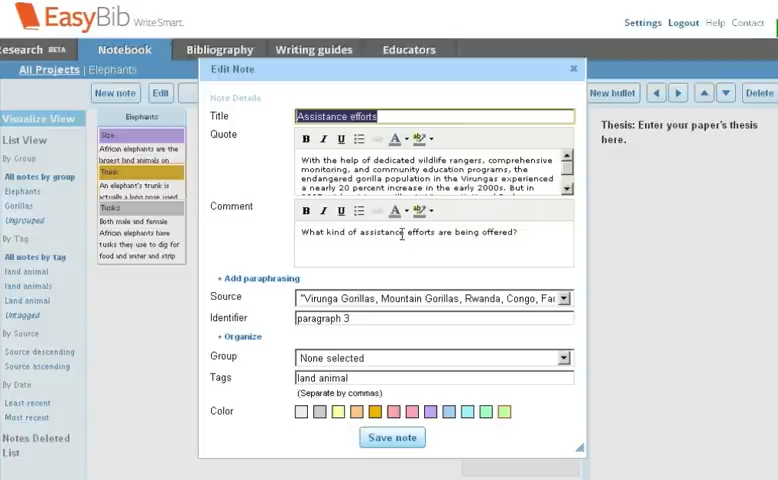 EasyBib WriteSmart.
Settings Logout Help Contact
Research BETA Notebook Bibliography Writing guides Educators
All Projects | Elephants
Edit Note
New note Edit New bullet Delete
Visualize View
List View
By Group
All notes by group
Elephants
Gorillas
Ungrouped
By Tag
All notes by tag
land animal
land animals
Land animal
Untagged
By Source
Source descending
Source ascending
By Date
Least recent
Most recent
Notes Deleted
List
Elephants
Size
African elephants are the
largest land animals on
Trunk
An elephant's trunk is
actually a long nose used
Tusks
Both male and female
African elephants have
tusks they use to dig for
food and water and strip
Note Details
Title Assistance efforts
Quote
B I U A
With the help of dedicated wildlife rangers, comprehensive
monitoring, and community education programs, the
endangered gorilla population in the Virungas experienced
a nearly 20 percent increase in the early 2000s. But in
Comment
B I U A
What kind of assistance efforts are being offered?
+ Add paraphrasing
Source "Virunga Gorillas, Mountain Gorillas, Rwanda, Congo, Fac
Identifier paragraph 3
+ Organize
Group None selected
Tags land animal
(Separate by commas)
Color
Save note
Thesis: Enter your paper's thesis
here.